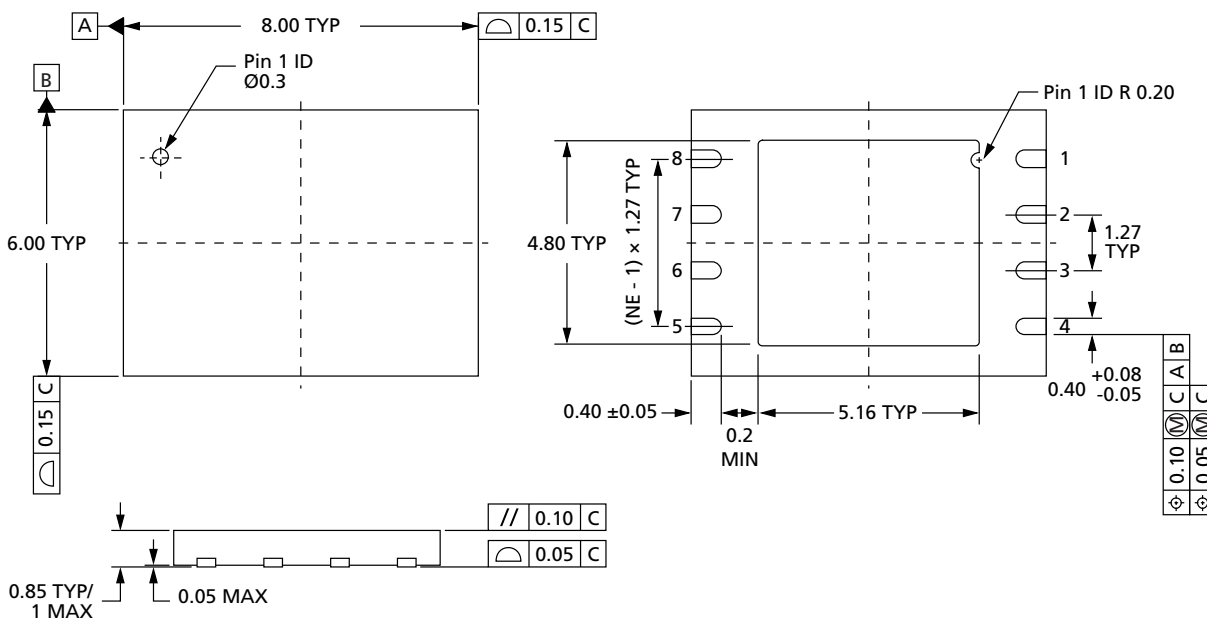 A
8.00 TYP
⌓ 0.15 C
Pin 1 ID
Ø0.3
B
6.00 TYP
⌓ 0.15 C
Pin 1 ID R 0.20
8
7
6
5
1
2
3
4
(NE - 1) × 1.27 TYP
4.80 TYP
1.27
TYP
0.40 +0.08
-0.05
⌖ 0.10 Ⓜ C A B
⌖ 0.05 Ⓜ C
0.40 ±0.05
0.2
MIN
5.16 TYP
// 0.10 C
⌓ 0.05 C
0.85 TYP/
1 MAX
0.05 MAX